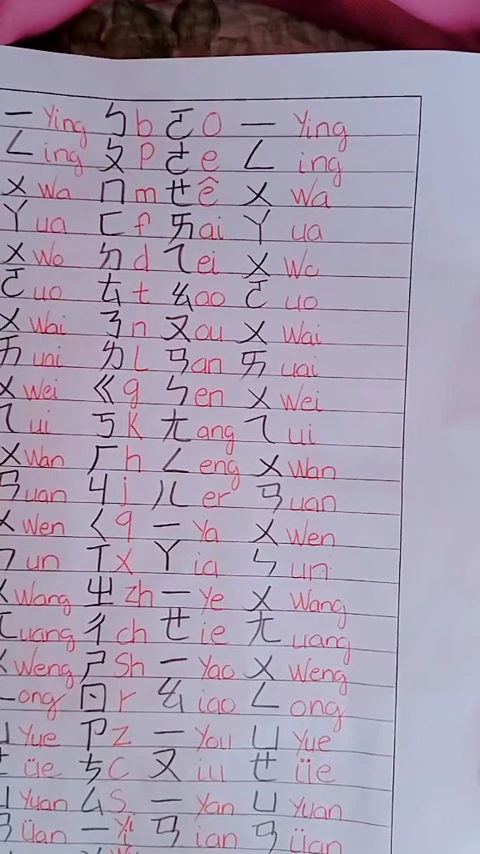 一 Ying ㄅ b ㄛ O 一 Ying
ㄥ ing ㄆ P ㄜ e ㄥ ing
ㄨ Wa ㄇ m ㄝ ê ㄨ Wa
ㄚ ua ㄈ f ㄞ ai ㄚ ua
ㄨ Wo ㄉ d ㄟ ei ㄨ Wo
ㄛ uo ㄊ t ㄠ ao ㄛ uo
ㄨ Wai ㄋ n ㄡ ou ㄨ Wai
ㄞ uai ㄌ L ㄢ an ㄞ uai
ㄨ Wei ㄍ g ㄣ en ㄨ Wei
ㄟ ui ㄎ K ㄤ ang ㄟ ui
ㄨ Wan ㄏ h ㄥ eng ㄨ Wan
ㄢ uan ㄐ j ㄦ er ㄢ uan
ㄨ Wen ㄑ q 一 Ya ㄨ Wen
ㄣ un ㄒ X ㄚ ia ㄣ un
ㄨ Wang ㄓ zh 一 ye ㄨ Wang
ㄤ uang ㄔ ch ㄝ ie ㄤ uang
ㄨ Weng ㄕ Sh 一 Yao ㄨ Weng
ㄥ ong ㄖ r ㄠ iao ㄥ ong
ㄩ Yue ㄗ Z 一 You ㄩ Yue
ㄝ üe ㄘ C ㄡ iu ㄝ üe
ㄩ Yuan ㄙ S 一 Yan ㄩ Yuan
ㄢ üan 一 Yi ㄢ ian ㄢ üan